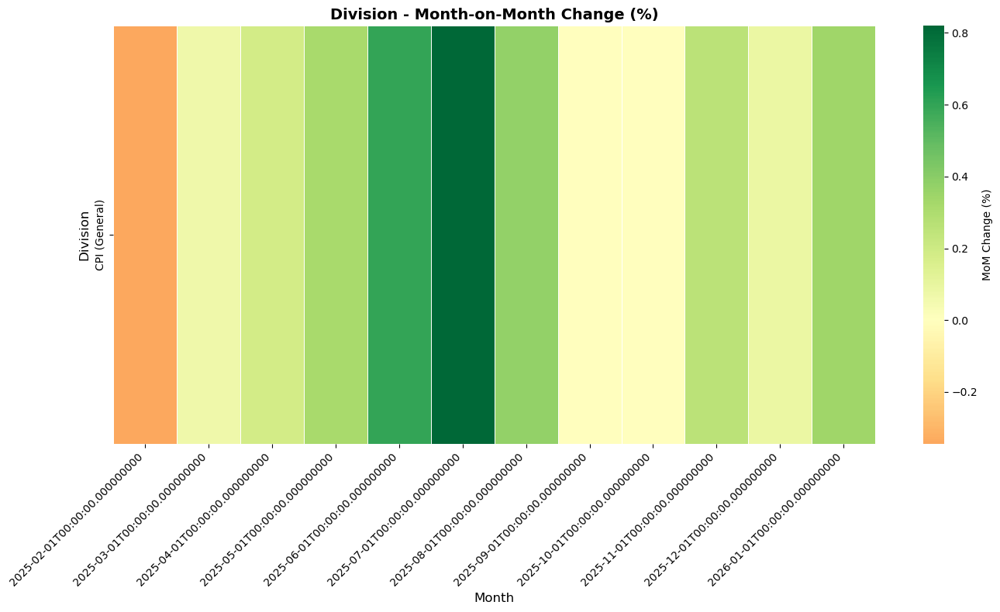 Division - Month-on-Month Change (%)
Division
CPI (General)
2025-02-01T00:00:00.000000000
2025-03-01T00:00:00.000000000
2025-04-01T00:00:00.000000000
2025-05-01T00:00:00.000000000
2025-06-01T00:00:00.000000000
2025-07-01T00:00:00.000000000
2025-08-01T00:00:00.000000000
2025-09-01T00:00:00.000000000
2025-10-01T00:00:00.000000000
2025-11-01T00:00:00.000000000
2025-12-01T00:00:00.000000000
2026-01-01T00:00:00.000000000
Month
0.8
0.6
0.4
0.2
0.0
−0.2
MoM Change (%)